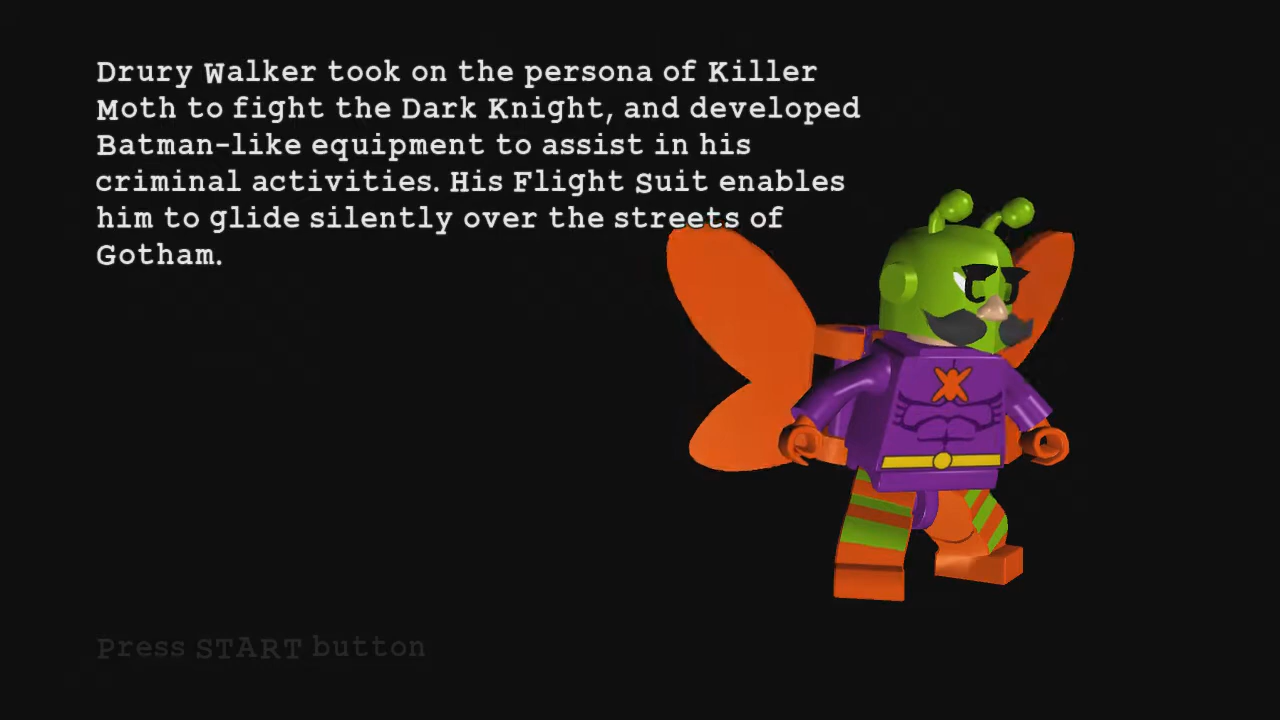 Drury Walker took on the persona of Killer
Moth to fight the Dark Knight, and developed
Batman-like equipment to assist in his
criminal activities. His Flight Suit enables
him to glide silently over the streets of
Gotham.
Press START button